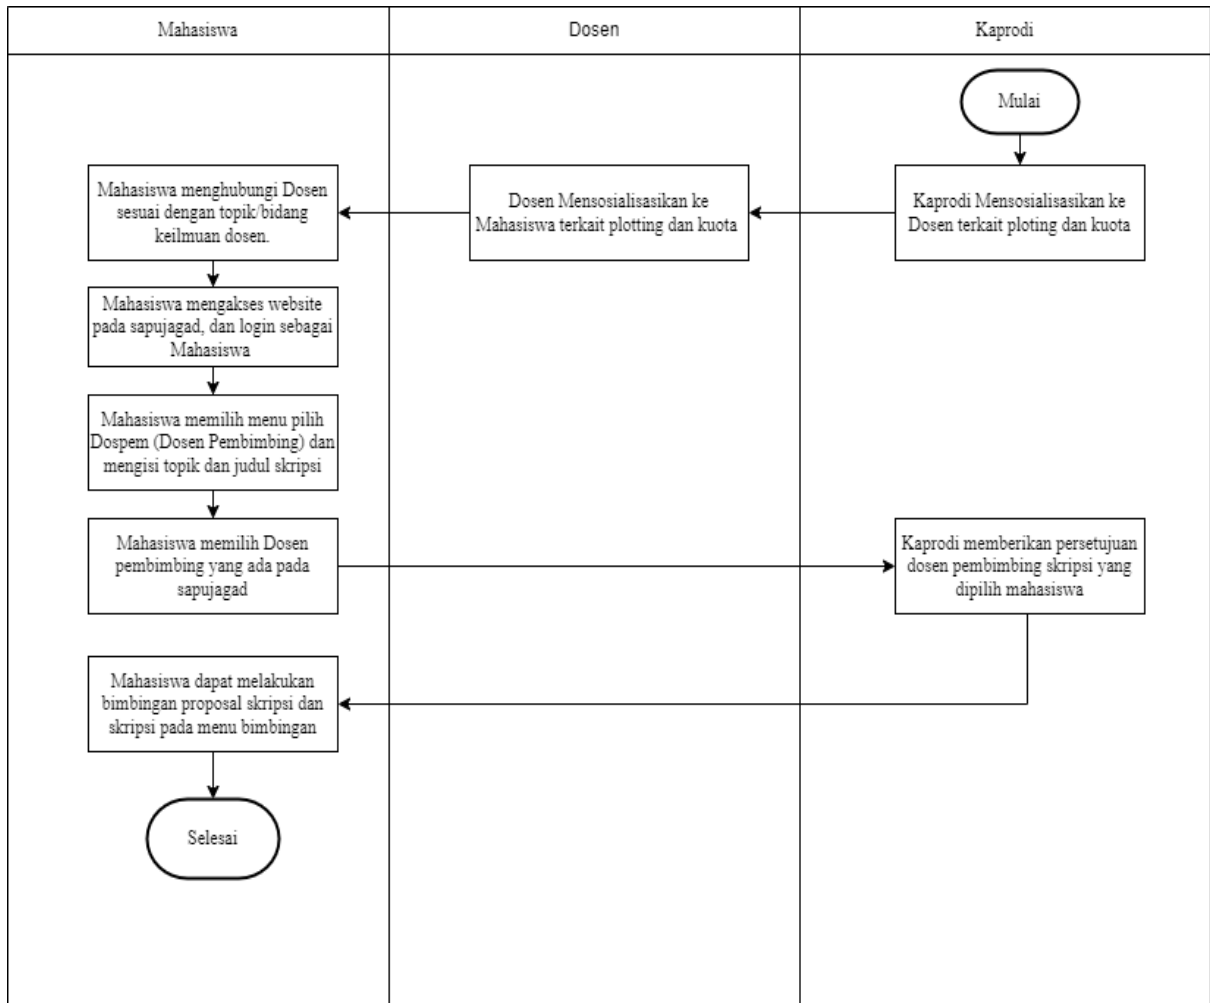 Mahasiswa
Dosen
Kaprodi
Mulai
Kaprodi Mensosialisasikan ke
Dosen terkait ploting dan kuota
Dosen Mensosialisasikan ke
Mahasiswa terkait plotting dan kuota
Mahasiswa menghubungi Dosen
sesuai dengan topik/bidang
keilmuan dosen.
Mahasiswa mengakses website
pada sapujagad, dan login sebagai
Mahasiswa
Mahasiswa memilih menu pilih
Dospem (Dosen Pembimbing) dan
mengisi topik dan judul skripsi
Mahasiswa memilih Dosen
pembimbing yang ada pada
sapujagad
Kaprodi memberikan persetujuan
dosen pembimbing skripsi yang
dipilih mahasiswa
Mahasiswa dapat melakukan
bimbingan proposal skripsi dan
skripsi pada menu bimbingan
Selesai